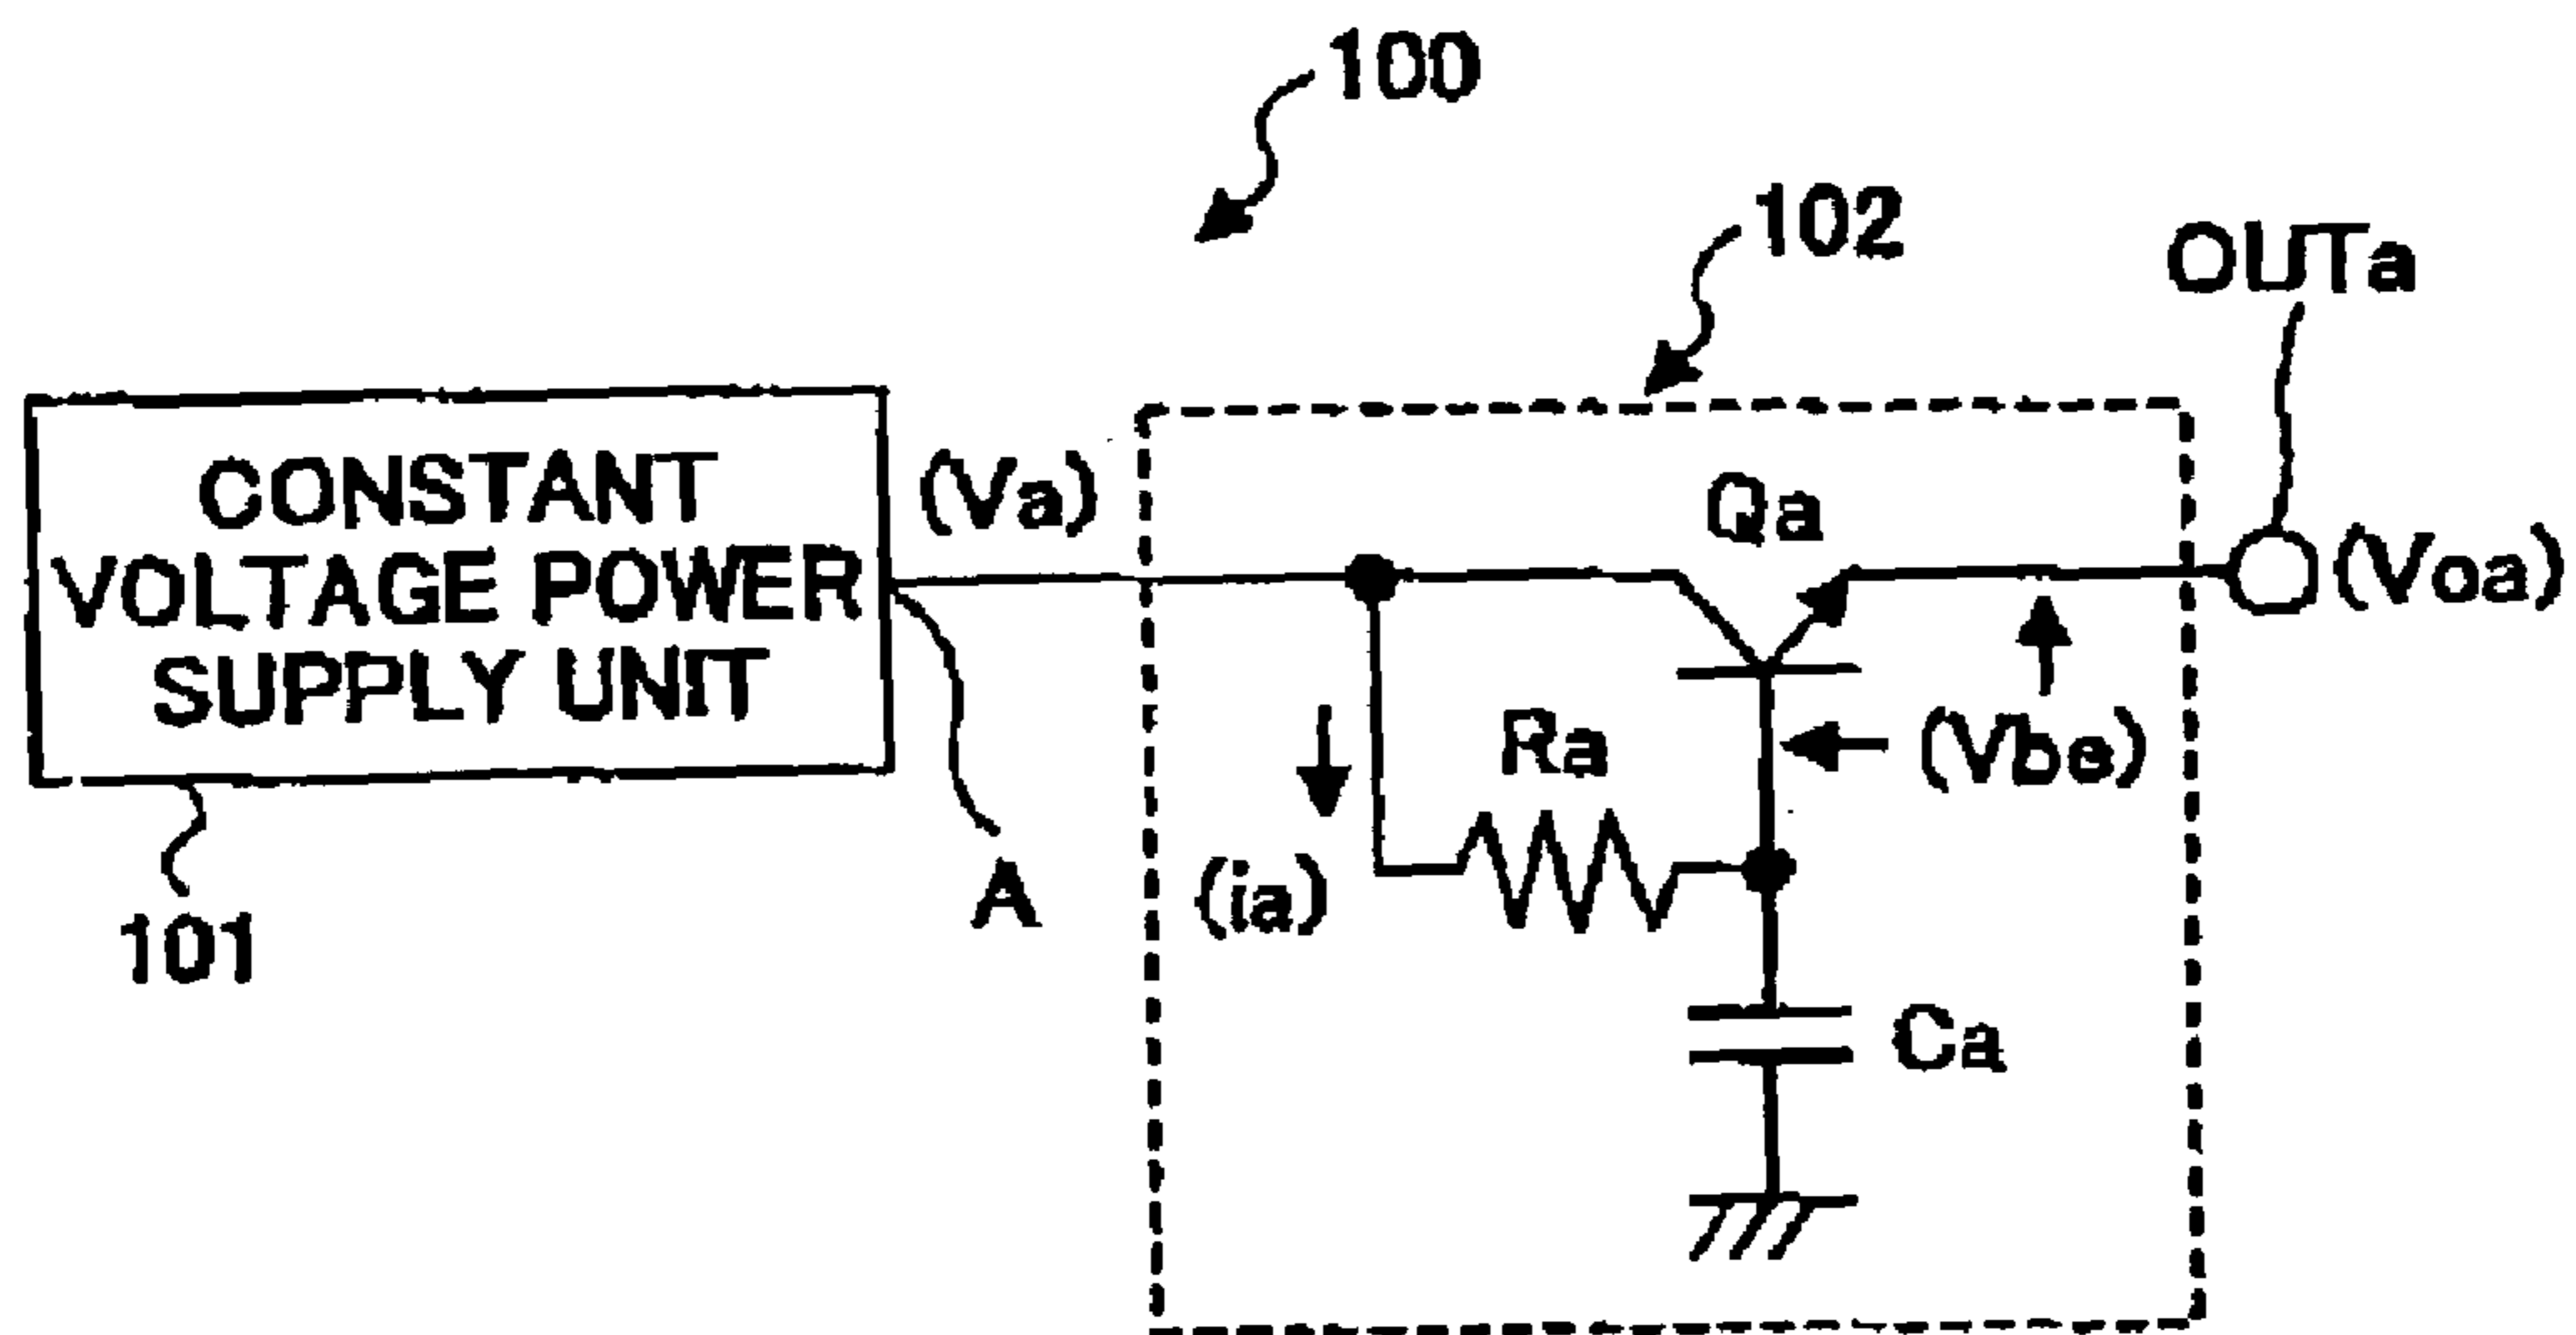 100
102
OUTa
CONSTANT
VOLTAGE POWER
SUPPLY UNIT
(Va)
Qa
(Voa)
Ra
(Vbe)
(ia)
A
101
Ca